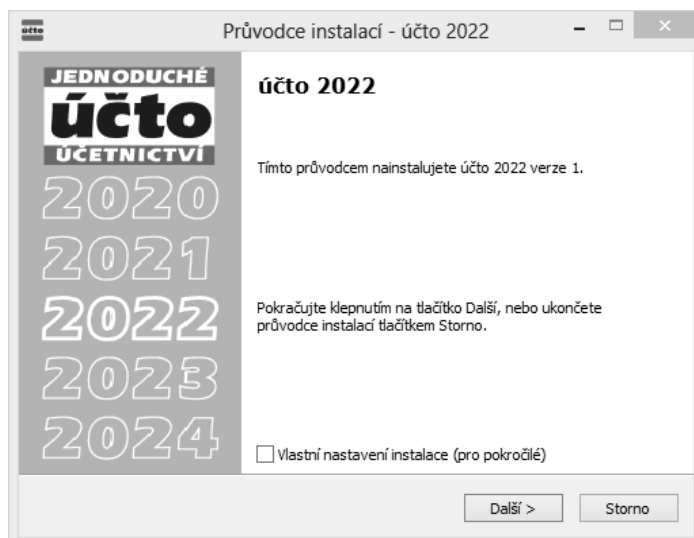 účto
Průvodce instalací - účto 2022
JEDNODUCHÉ
účto
ÚČETNICTVÍ
2020
2021
2022
2023
2024
účto 2022
Tímto průvodcem nainstalujete účto 2022 verze 1.
Pokračujte klepnutím na tlačítko Další, nebo ukončete
průvodce instalací tlačítkem Storno.
Vlastní nastavení instalace (pro pokročilé)
Další >
Storno